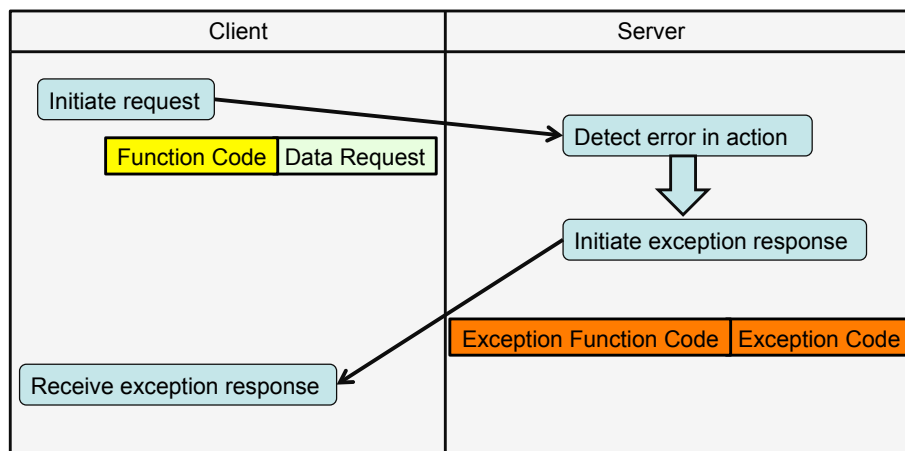 Client
Server
Initiate request
Detect error in action
Function Code
Data Request
Initiate exception response
Exception Function Code
Exception Code
Receive exception response